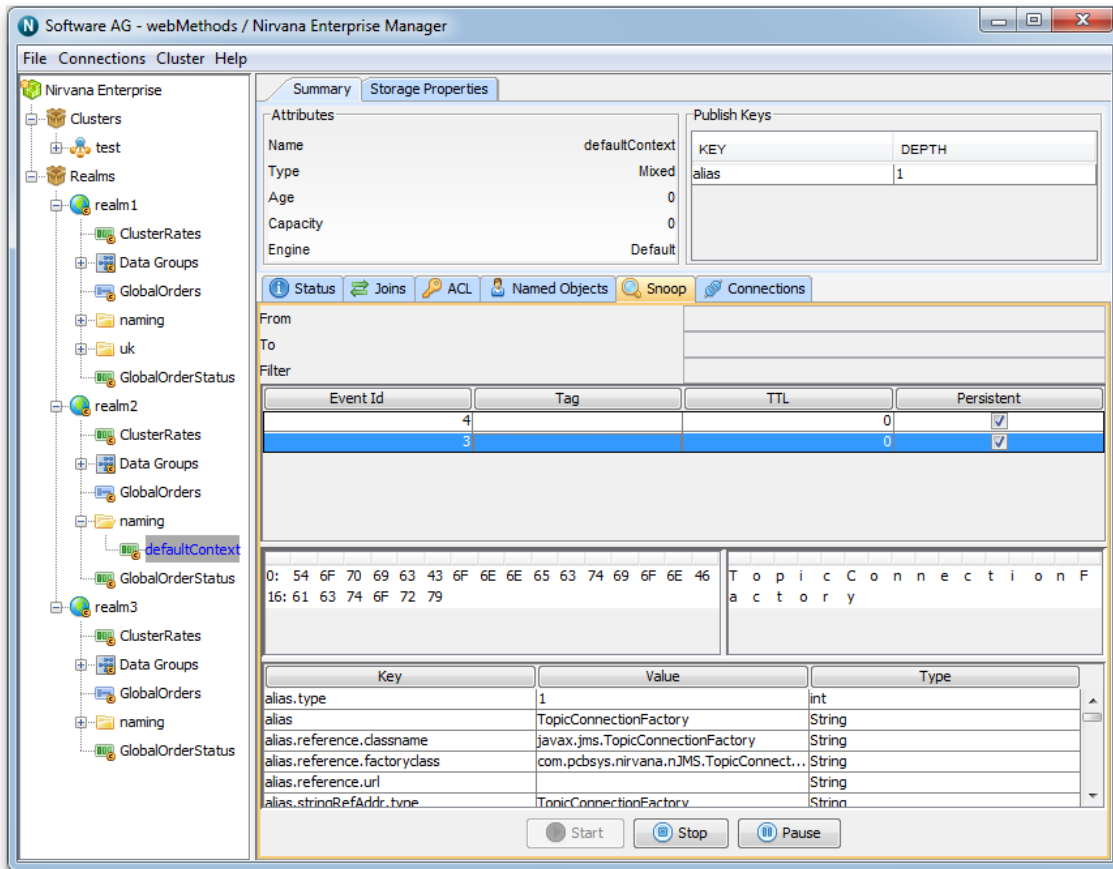 Software AG - webMethods / Nirvana Enterprise Manager
File Connections Cluster Help
Nirvana Enterprise
Clusters
test
Realms
realm1
ClusterRates
Data Groups
GlobalOrders
naming
uk
GlobalOrderStatus
realm2
ClusterRates
Data Groups
GlobalOrders
naming
defaultContext
GlobalOrderStatus
realm3
ClusterRates
Data Groups
GlobalOrders
naming
GlobalOrderStatus
Summary Storage Properties
Attributes
Name defaultContext
Type Mixed
Age 0
Capacity 0
Engine Default
Publish Keys
KEY DEPTH
alias 1
Status Joins ACL Named Objects Snoop Connections
From
To
Filter
Event Id Tag TTL Persistent
4 0
3 0
0: 54 6F 70 69 63 43 6F 6E 6E 65 63 74 69 6F 6E 46
16: 61 63 74 6F 72 79
T o p i c C o n n e c t i o n F
a c t o r y
Key Value Type
alias.type 1 int
alias TopicConnectionFactory String
alias.reference.classname javax.jms.TopicConnectionFactory String
alias.reference.factoryclass com.pcbsys.nirvana.nJMS.TopicConnect... String
alias.reference.url String
alias.stringRefAddr.type TopicConnectionFactory String
Start Stop Pause